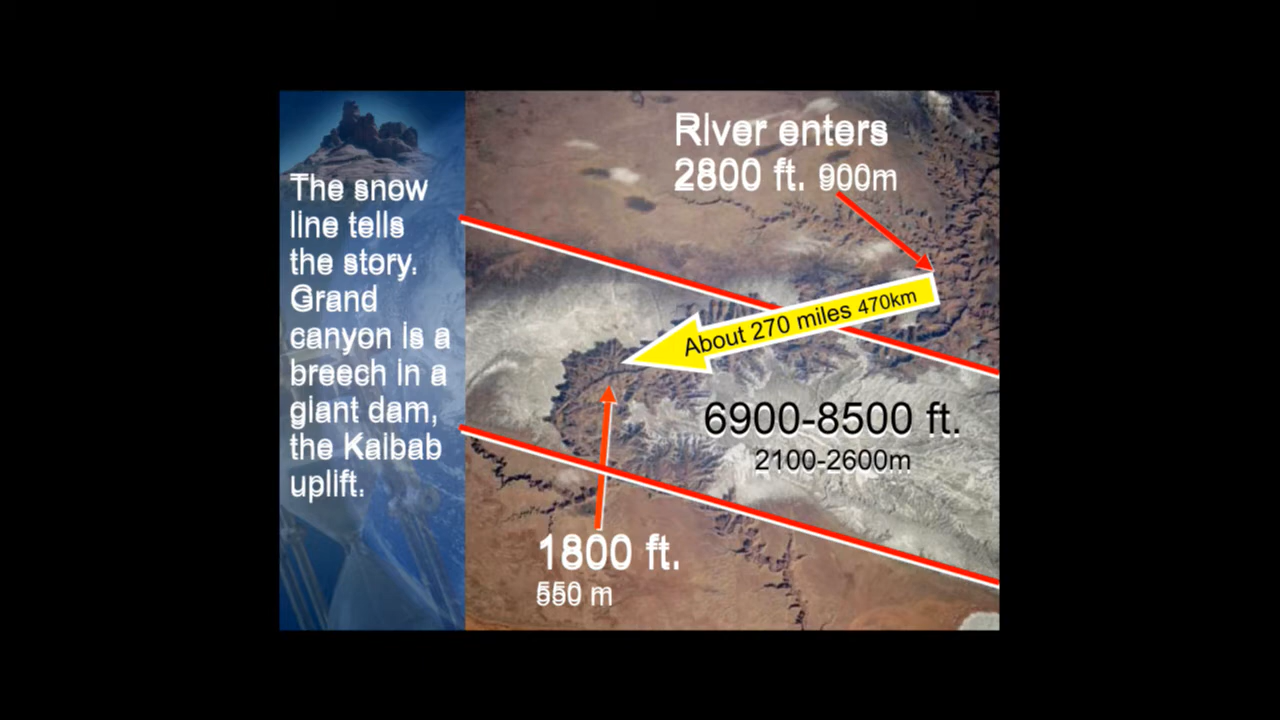 The snow
line tells
the story.
Grand
canyon is a
breech in a
giant dam,
the Kaibab
uplift.
River enters
2800 ft. 900m
About 270 miles 470km
6900-8500 ft.
2100-2600m
1800 ft.
550 m